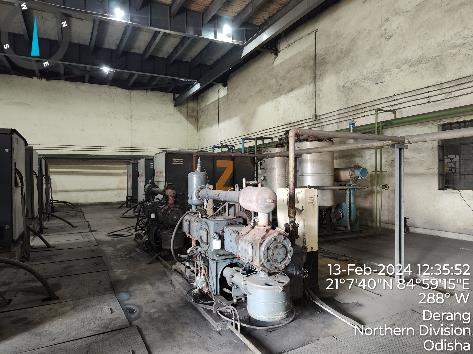 N
S
Z
13-Feb-2024 12:35:52
21°7'40"N 84°59'15"E
288° W
Derang
Northern Division
Odisha